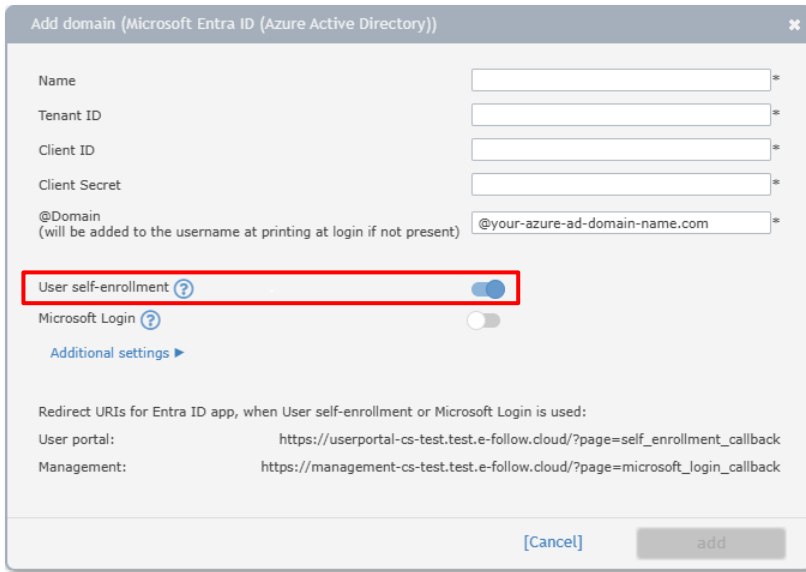 Add domain (Microsoft Entra ID (Azure Active Directory))
Name *
Tenant ID *
Client ID *
Client Secret *
@Domain
(will be added to the username at printing at login if not present) @your-azure-ad-domain-name.com *
User self-enrollment ?
Microsoft Login ?
Additional settings ►
Redirect URIs for Entra ID app, when User self-enrollment or Microsoft Login is used:
User portal: https://userportal-cs-test.test.e-follow.cloud/?page=self_enrollment_callback
Management: https://management-cs-test.test.e-follow.cloud/?page=microsoft_login_callback
[Cancel] add